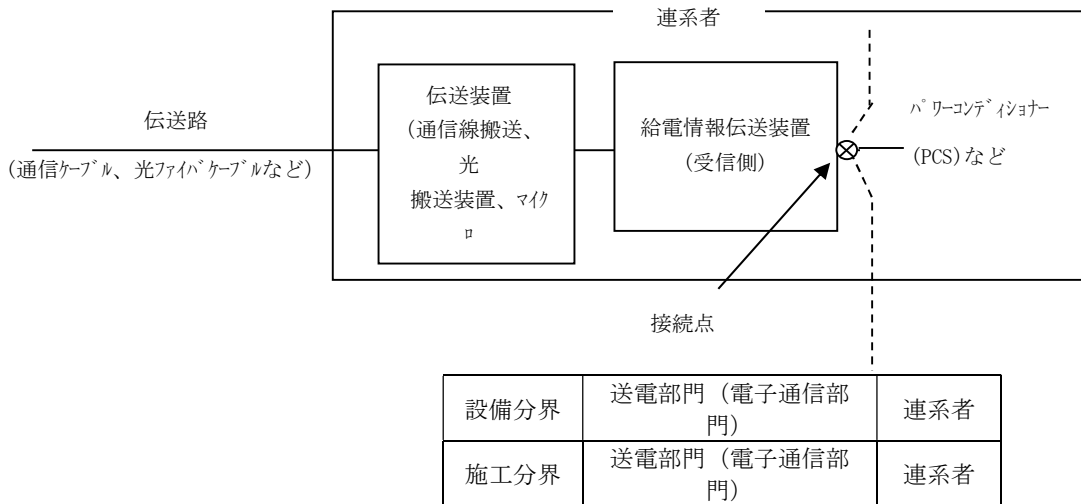 連系者
伝送路
(通信ｹｰﾌﾞﾙ、光ﾌｧｲﾊﾞｹｰﾌﾞﾙなど)
伝送装置
(通信線搬送、
光
搬送装置、ﾏｲｸ
ﾛ
給電情報伝送装置
(受信側)
ﾊﾟﾜｰｺﾝﾃﾞｨｼｮﾅｰ
(PCS)など
接続点
設備分界
送電部門（電子通信部
門）
連系者
施工分界
送電部門（電子通信部
門）
連系者